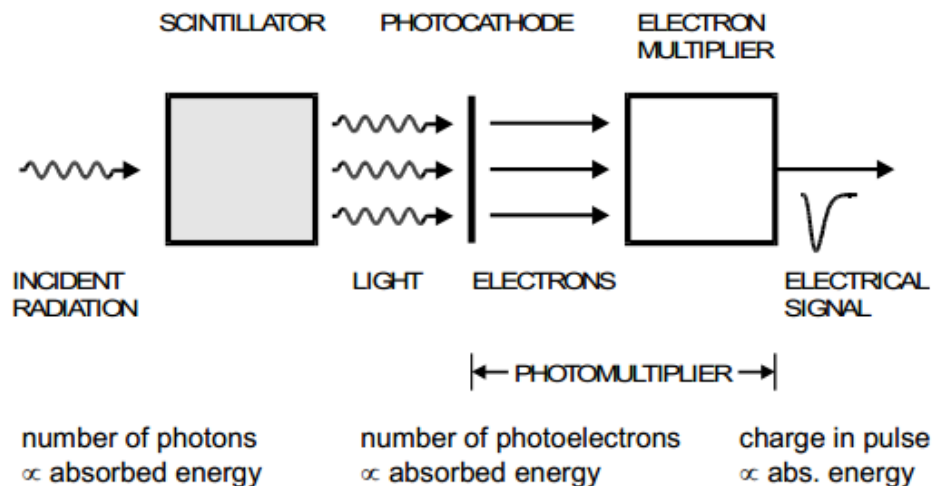 SCINTILLATOR PHOTOCATHODE ELECTRON
MULTIPLIER
INCIDENT
RADIATION
LIGHT ELECTRONS
ELECTRICAL
SIGNAL
PHOTOMULTIPLIER
number of photons
∝ absorbed energy
number of photoelectrons
∝ absorbed energy
charge in pulse
∝ abs. energy